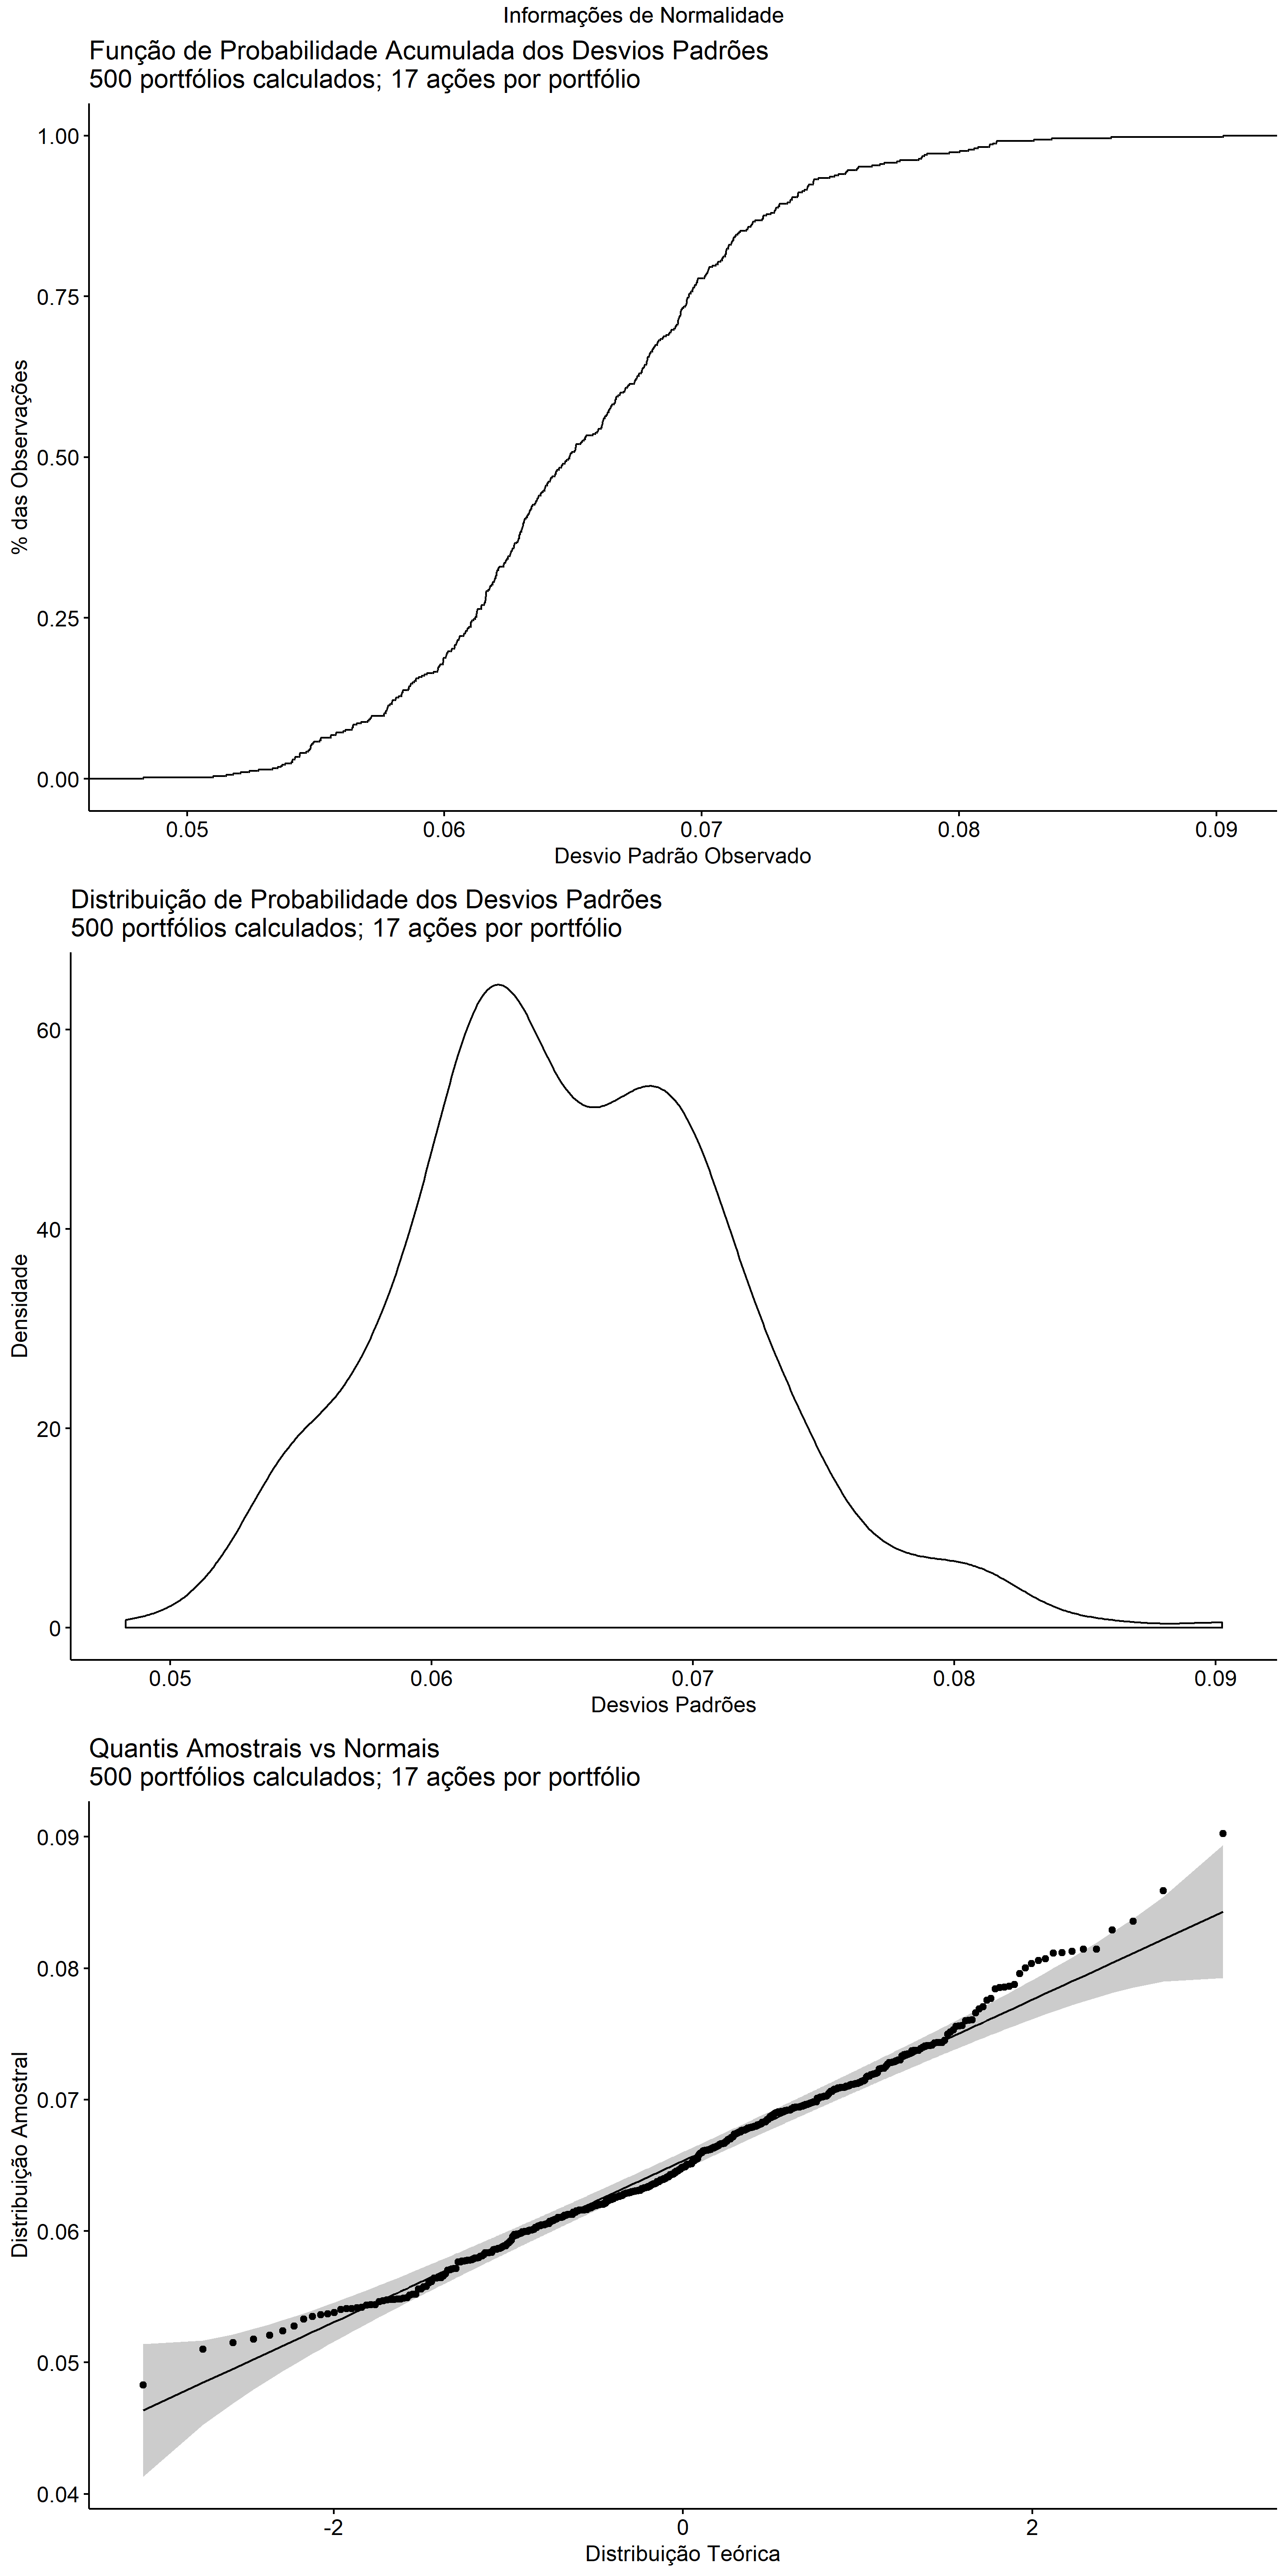 Informações de Normalidade
Função de Probabilidade Acumulada dos Desvios Padrões
500 portfólios calculados; 17 ações por portfólio
1.00
0.75
0.50
0.25
0.00
% das Observações
0.05 0.06 0.07 0.08 0.09
Desvio Padrão Observado
Distribuição de Probabilidade dos Desvios Padrões
500 portfólios calculados; 17 ações por portfólio
60
40
20
0
Densidade
0.05 0.06 0.07 0.08 0.09
Desvios Padrões
Quantis Amostrais vs Normais
500 portfólios calculados; 17 ações por portfólio
0.09
0.08
0.07
0.06
0.05
0.04
Distribuição Amostral
-2 0 2
Distribuição Teórica